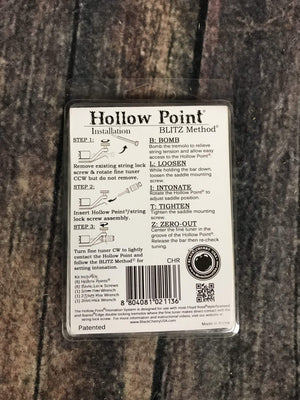 Hollow Point®
Installation
BLITZ Method®
STEP 1:
Remove existing string lock
screw & rotate fine tuner
CCW but do not remove.
STEP 2:
Insert Hollow Point®/string
lock screw assembly.
STEP 3:
Turn fine tuner CW to lightly
contact the Hollow Point and
follow the BLITZ Method® for
setting intonation.
B: BOMB
Bomb the tremolo to relieve
string tension and allow easy
access to the Hollow Point®.
L: LOOSEN
While holding the bar down,
loosen the saddle mounting
screw.
I: INTONATE
Rotate the Hollow Point® to
adjust saddle position.
T: TIGHTEN
Tighten the saddle mounting
screw.
Z: ZERO-OUT
Center the fine tuner in the
groove of the Hollow Point®.
Release the bar then re-check
tuning.
Kit Includes:
(6) Hollow Points®
(6) String Lock Screws
CHR
8 804081 021136
Patented
Made in Korea